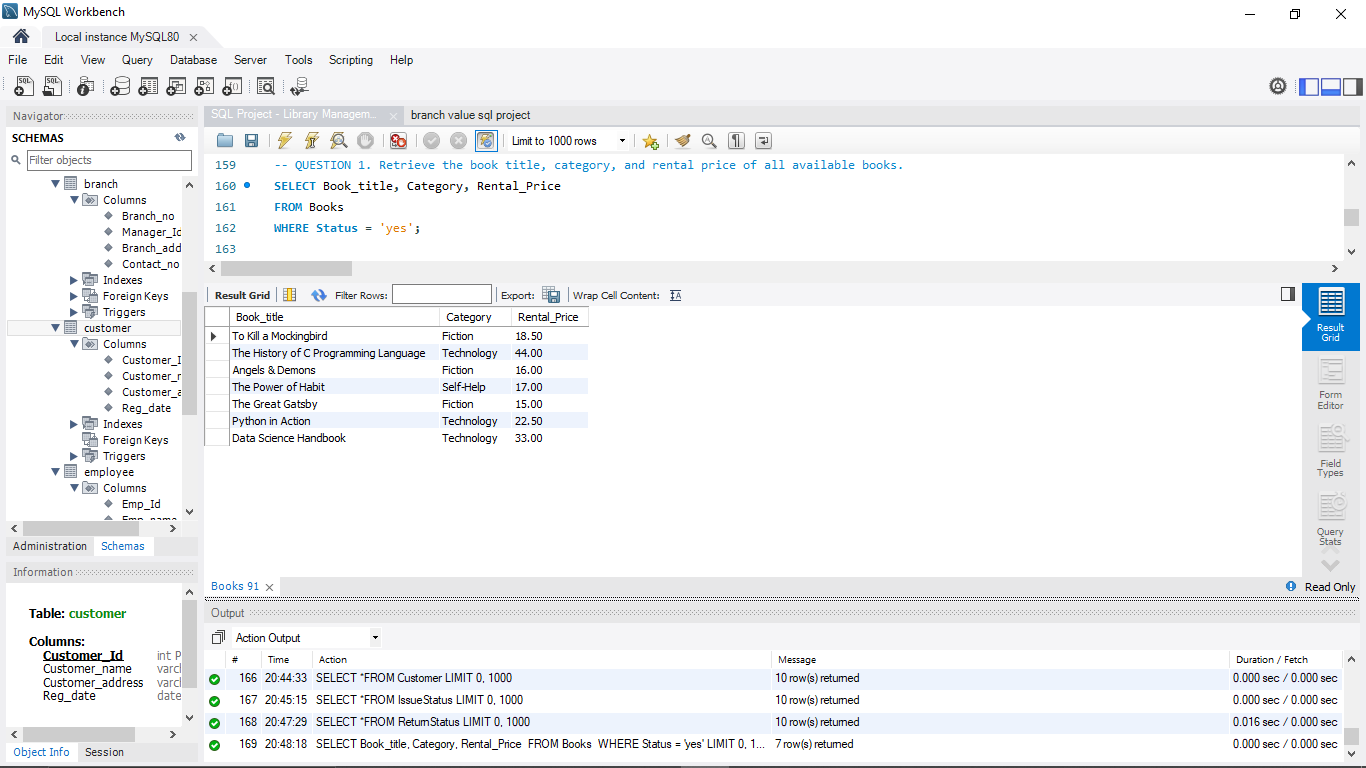 MySQL Workbench
Local instance MySQL80
File Edit View Query Database Server Tools Scripting Help
Navigator
SCHEMAS
Filter objects
branch
Columns
Branch_no
Manager_Id
Branch_add
Contact_no
Indexes
Foreign Keys
Triggers
customer
Columns
Customer_I
Customer_r
Customer_a
Reg_date
Indexes
Foreign Keys
Triggers
employee
Columns
Emp_Id
Emp_name
Administration Schemas
Information
Table: customer
Columns:
Customer_Id int P
Customer_name varcl
Customer_address varcl
Reg_date date
Object Info Session
SQL Project - Library Managem... branch value sql project
Limit to 1000 rows
159 -- QUESTION 1. Retrieve the book title, category, and rental price of all available books.
160 SELECT Book_title, Category, Rental_Price
161 FROM Books
162 WHERE Status = 'yes';
163
Result Grid Filter Rows: Export: Wrap Cell Content:
Book_title Category Rental_Price
To Kill a Mockingbird Fiction 18.50
The History of C Programming Language Technology 44.00
Angels & Demons Fiction 16.00
The Power of Habit Self-Help 17.00
The Great Gatsby Fiction 15.00
Python in Action Technology 22.50
Data Science Handbook Technology 33.00
Result
Grid
Form
Editor
Field
Types
Query
Stats
Books 91 Read Only
Output
Action Output
# Time Action Message Duration / Fetch
166 20:44:33 SELECT *FROM Customer LIMIT 0, 1000 10 row(s) returned 0.000 sec / 0.000 sec
167 20:45:15 SELECT *FROM IssueStatus LIMIT 0, 1000 10 row(s) returned 0.000 sec / 0.000 sec
168 20:47:29 SELECT *FROM ReturnStatus LIMIT 0, 1000 10 row(s) returned 0.016 sec / 0.000 sec
169 20:48:18 SELECT Book_title, Category, Rental_Price FROM Books WHERE Status = 'yes' LIMIT 0, 1... 7 row(s) returned 0.000 sec / 0.000 sec